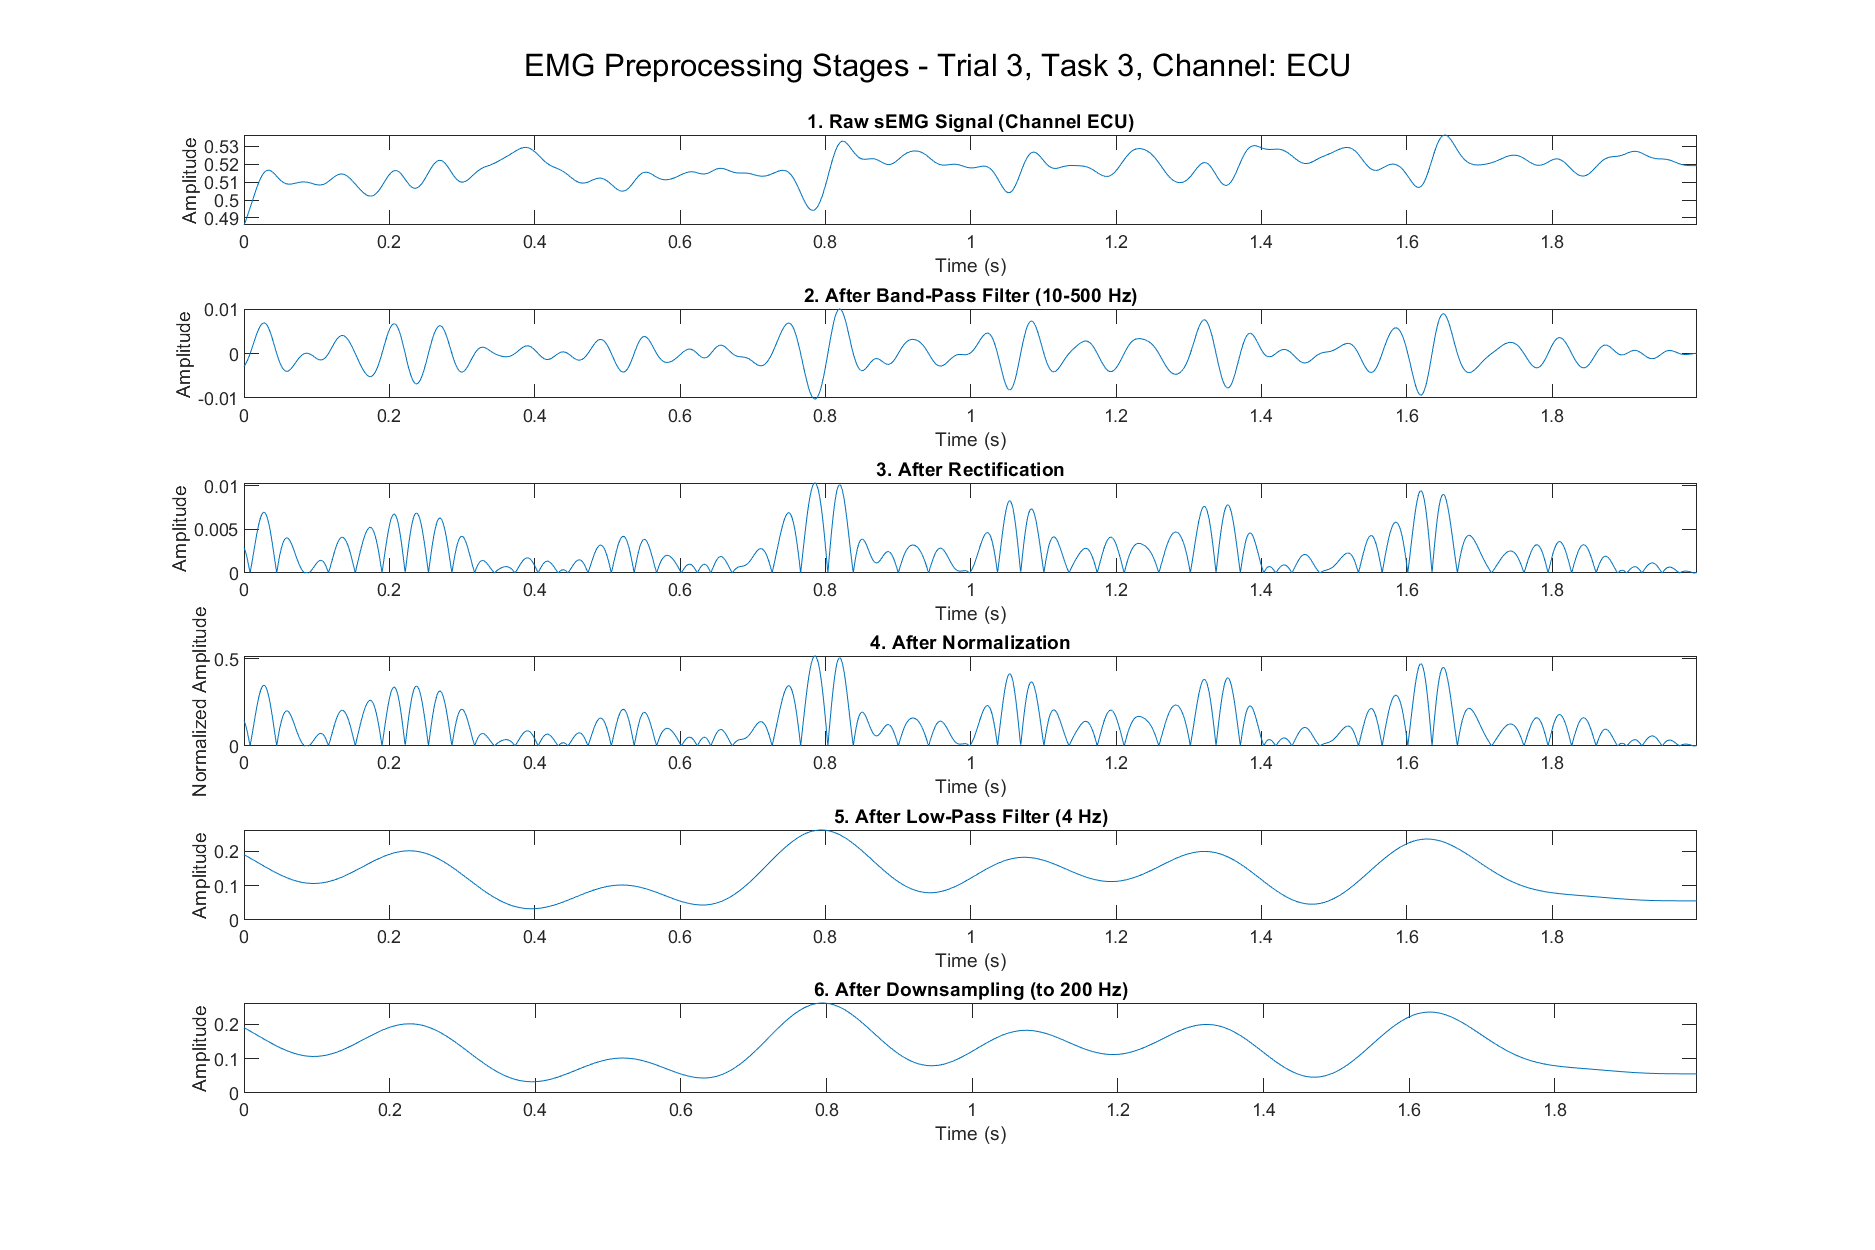 EMG Preprocessing Stages - Trial 3, Task 3, Channel: ECU
1. Raw sEMG Signal (Channel ECU)
Amplitude
0.53
0.52
0.51
0.5
0.49
0 0.2 0.4 0.6 0.8 1 1.2 1.4 1.6 1.8
Time (s)
2. After Band-Pass Filter (10-500 Hz)
Amplitude
0.01
0
-0.01
0 0.2 0.4 0.6 0.8 1 1.2 1.4 1.6 1.8
Time (s)
3. After Rectification
Amplitude
0.01
0.005
0
0 0.2 0.4 0.6 0.8 1 1.2 1.4 1.6 1.8
Time (s)
4. After Normalization
Normalized Amplitude
0.5
0
0 0.2 0.4 0.6 0.8 1 1.2 1.4 1.6 1.8
Time (s)
5. After Low-Pass Filter (4 Hz)
Amplitude
0.2
0.1
0
0 0.2 0.4 0.6 0.8 1 1.2 1.4 1.6 1.8
Time (s)
6. After Downsampling (to 200 Hz)
Amplitude
0.2
0.1
0
0 0.2 0.4 0.6 0.8 1 1.2 1.4 1.6 1.8
Time (s)